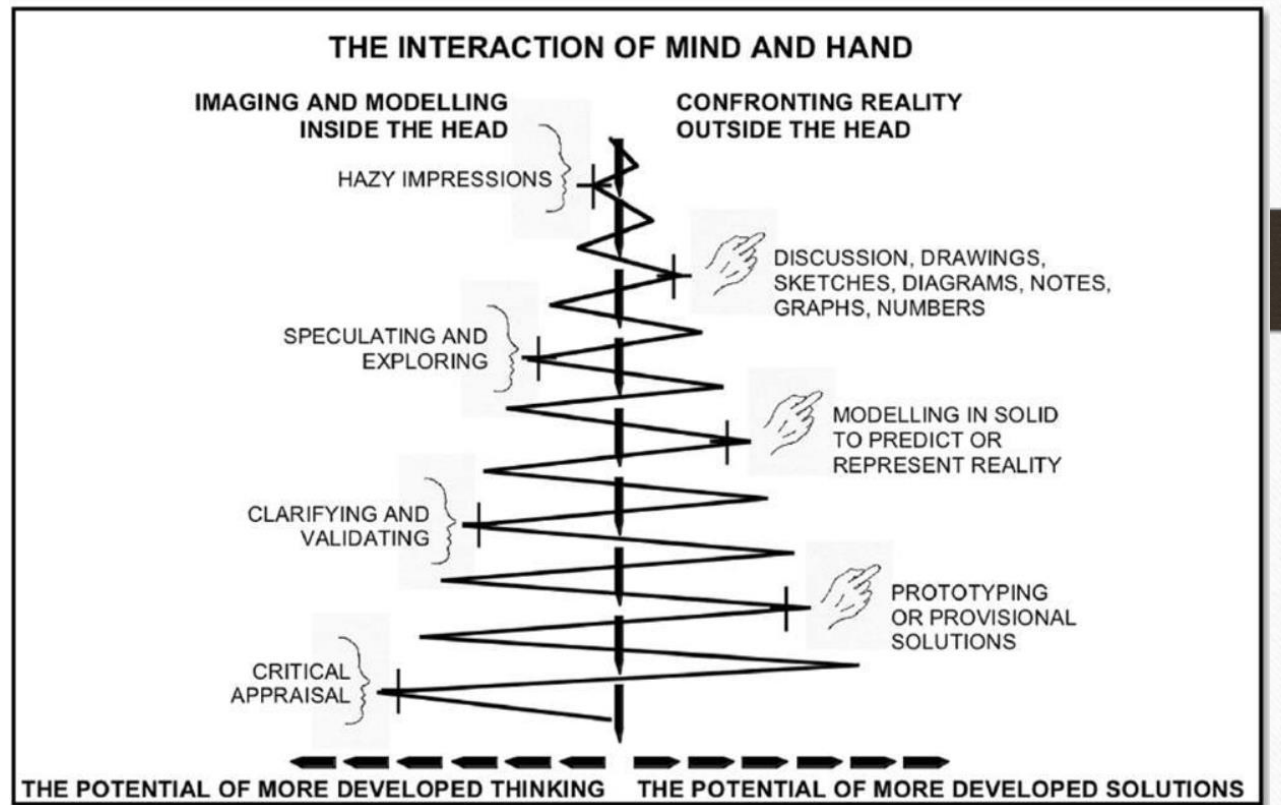 THE INTERACTION OF MIND AND HAND
IMAGING AND MODELLING
INSIDE THE HEAD
CONFRONTING REALITY
OUTSIDE THE HEAD
HAZY IMPRESSIONS
DISCUSSION, DRAWINGS,
SKETCHES, DIAGRAMS, NOTES,
GRAPHS, NUMBERS
SPECULATING AND
EXPLORING
MODELLING IN SOLID
TO PREDICT OR
REPRESENT REALITY
CLARIFYING AND
VALIDATING
PROTOTYPING
OR PROVISIONAL
SOLUTIONS
CRITICAL
APPRAISAL
THE POTENTIAL OF MORE DEVELOPED THINKING
THE POTENTIAL OF MORE DEVELOPED SOLUTIONS